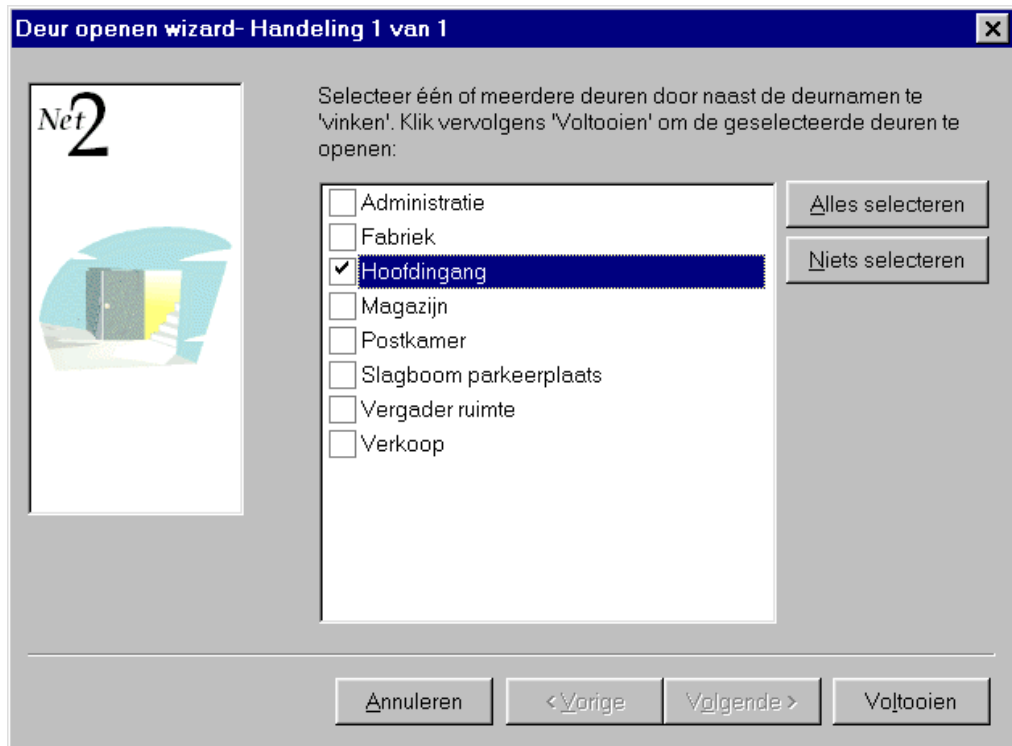 Deur openen wizard- Handeling 1 van 1
Net2
Selecteer één of meerdere deuren door naast de deurnamen te
'vinken'. Klik vervolgens 'Voltooien' om de geselecteerde deuren te
openen:
Administratie
Fabriek
Hoofdingang
Magazijn
Postkamer
Slagboom parkeerplaats
Vergader ruimte
Verkoop
Alles selecteren
Niets selecteren
Annuleren
< Vorige
Volgende >
Voltooien